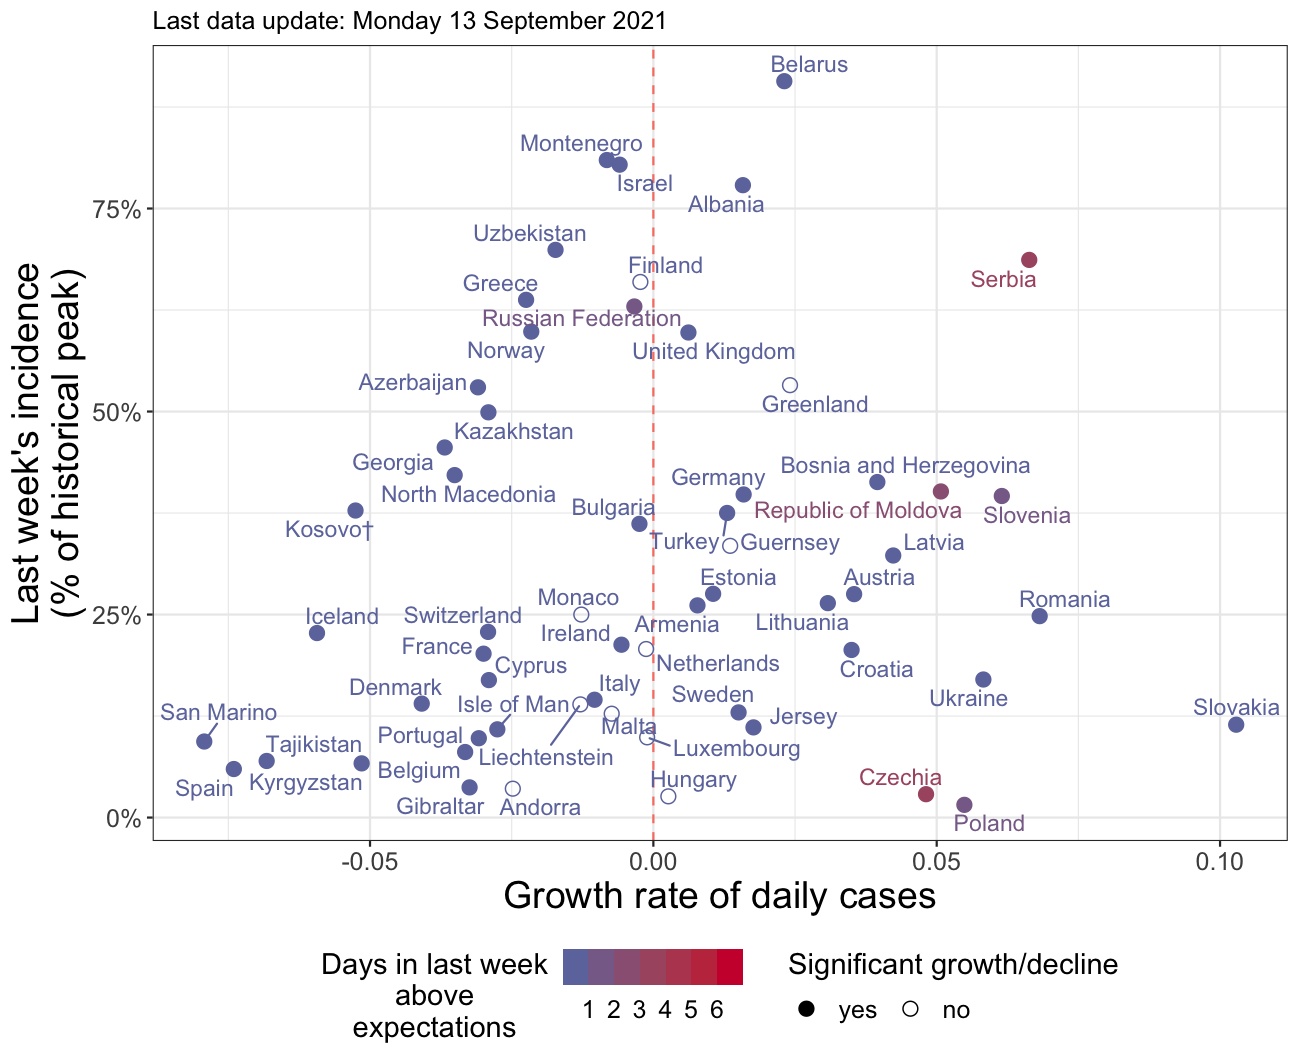 Last data update: Monday 13 September 2021
Last week's incidence
(% of historical peak)
75%
50%
25%
0%
Belarus
Montenegro
Israel
Albania
Uzbekistan
Finland
Serbia
Greece
Russian Federation
Norway
United Kingdom
Azerbaijan
Greenland
Kazakhstan
Georgia
Germany
Bosnia and Herzegovina
North Macedonia
Bulgaria
Republic of Moldova
Slovenia
Kosovo†
Turkey
Guernsey
Latvia
Estonia
Austria
Monaco
Romania
Iceland
Switzerland
Armenia
Lithuania
Ireland
France
Cyprus
Netherlands
Croatia
Denmark
Italy
Sweden
Ukraine
Isle of Man
San Marino
Jersey
Slovakia
Malta
Portugal
Tajikistan
Liechtenstein
Luxembourg
Belgium
Spain
Kyrgyzstan
Hungary
Czechia
Gibraltar
Andorra
Poland
-0.05
0.00
0.05
0.10
Growth rate of daily cases
Days in last week
above
expectations
1 2 3 4 5 6
Significant growth/decline
yes
no